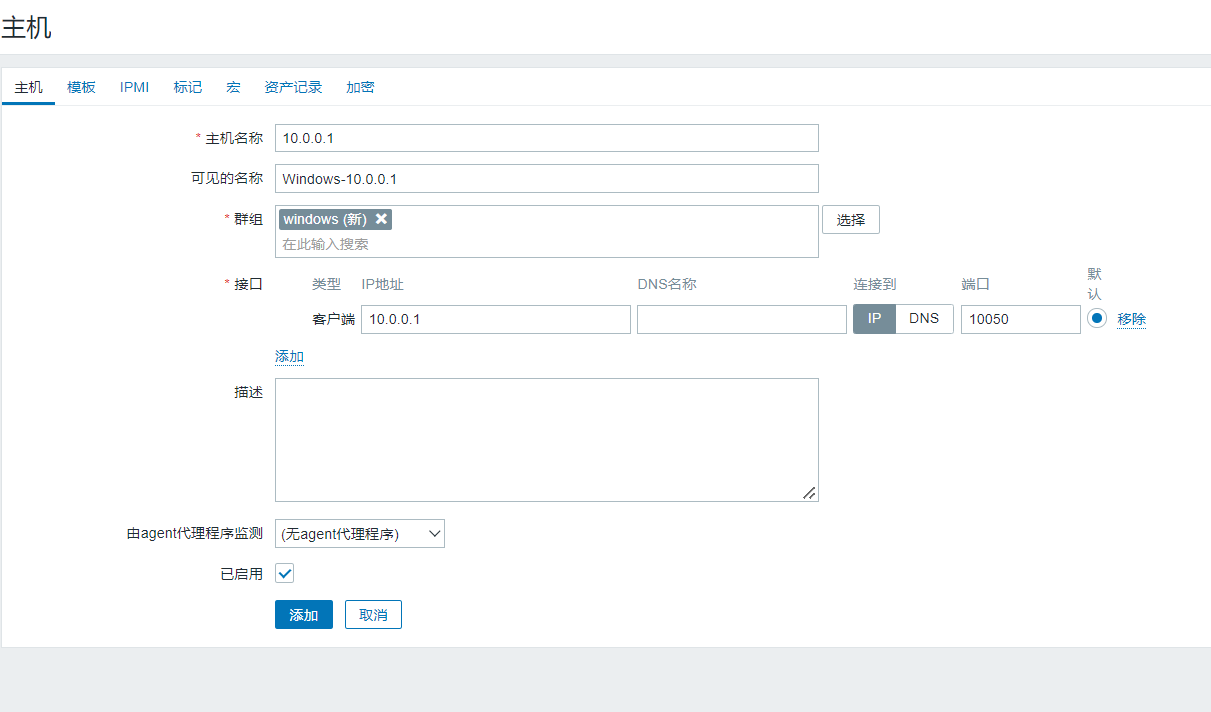 主机
主机 模板 IPMI 标记 宏 资产记录 加密
* 主机名称 10.0.0.1
可见的名称 Windows-10.0.0.1
* 群组 windows (新) 选择
在此输入搜索
* 接口 类型 IP地址 DNS名称 连接到 端口 默认
客户端 10.0.0.1 IP DNS 10050 移除
添加
描述
由agent代理程序监测 (无agent代理程序)
已启用
添加 取消